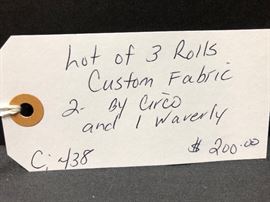 Lot of 3 Rolls
Custom Fabric
2- By Circo
and 1 Waverly
$ 200.00
C; 438